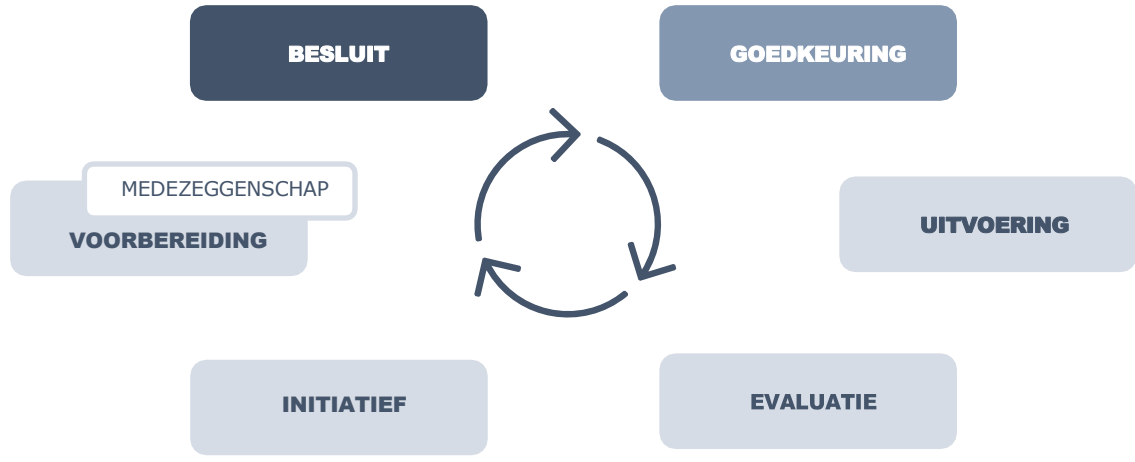 BESLUIT
GOEDKEURING
MEDEZEGGENSCHAP
VOORBEREIDING
UITVOERING
INITIATIEF
EVALUATIE